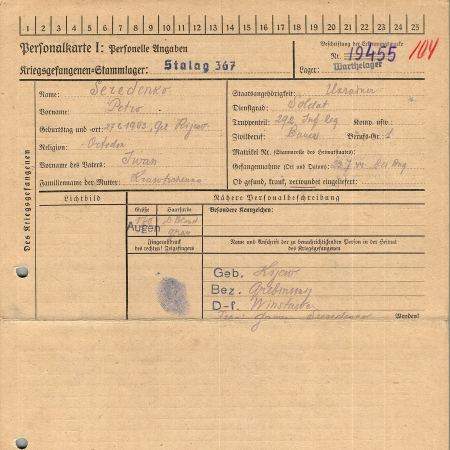 1 2 3 4 5 6 7 8 9 10 11 12 13 14 15 16 17 18 19 20 21 22 23 24 25
Personalkarte I: Personelle Angaben
Kriegsgefangenen-Stammlager: Stalag 367
Beschriftung der Erkennungsmarke
Nr. 19455
104
Lager: Warthelager
Des Kriegsgefangenen
Name: Seredenko
Vorname: Petro
Geburtstag und -ort: 1903, Kijew
Religion: Ortodox
Vorname des Vaters: Iwan
Familienname der Mutter:
Staatsangehörigkeit: Ukrainer
Dienstgrad: Soldat
Truppenteil: 292 Inf. Reg Komp. usw.:
Zivilberuf: Bauer Berufs-Gr.: 1
Matrikel Nr. (Stammrolle des Heimatstaates):
Gefangennahme (Ort und Datum):
Ob gesund, krank, verwundet eingeliefert:
Lichtbild
Nähere Personalbeschreibung
Größe Haarfarbe Besondere Kennzeichen:
Augen grau
Fingerabdruck
des rechten! Zeigefingers
Name und Anschrift der zu benachrichtigenden Person in der Heimat
des Kriegsgefangenen
Geb. Kijew
Bez.
D-f.
Wenden!